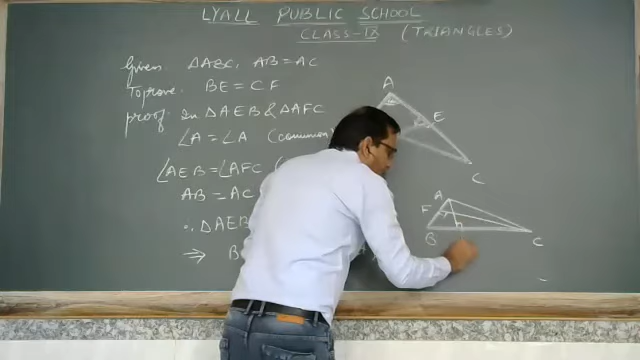 LYALL PUBLIC SCHOOL
CLASS-IX (TRIANGLES)
Given ΔABC, AB = AC
To prove. BE = CF
proof: In ΔAEB & ΔAFC
∠A = ∠A (common)
∠AEB = ∠AFC (
AB = AC
∴ ΔAEB
⇒ B
A
E
C
A
F
B
C